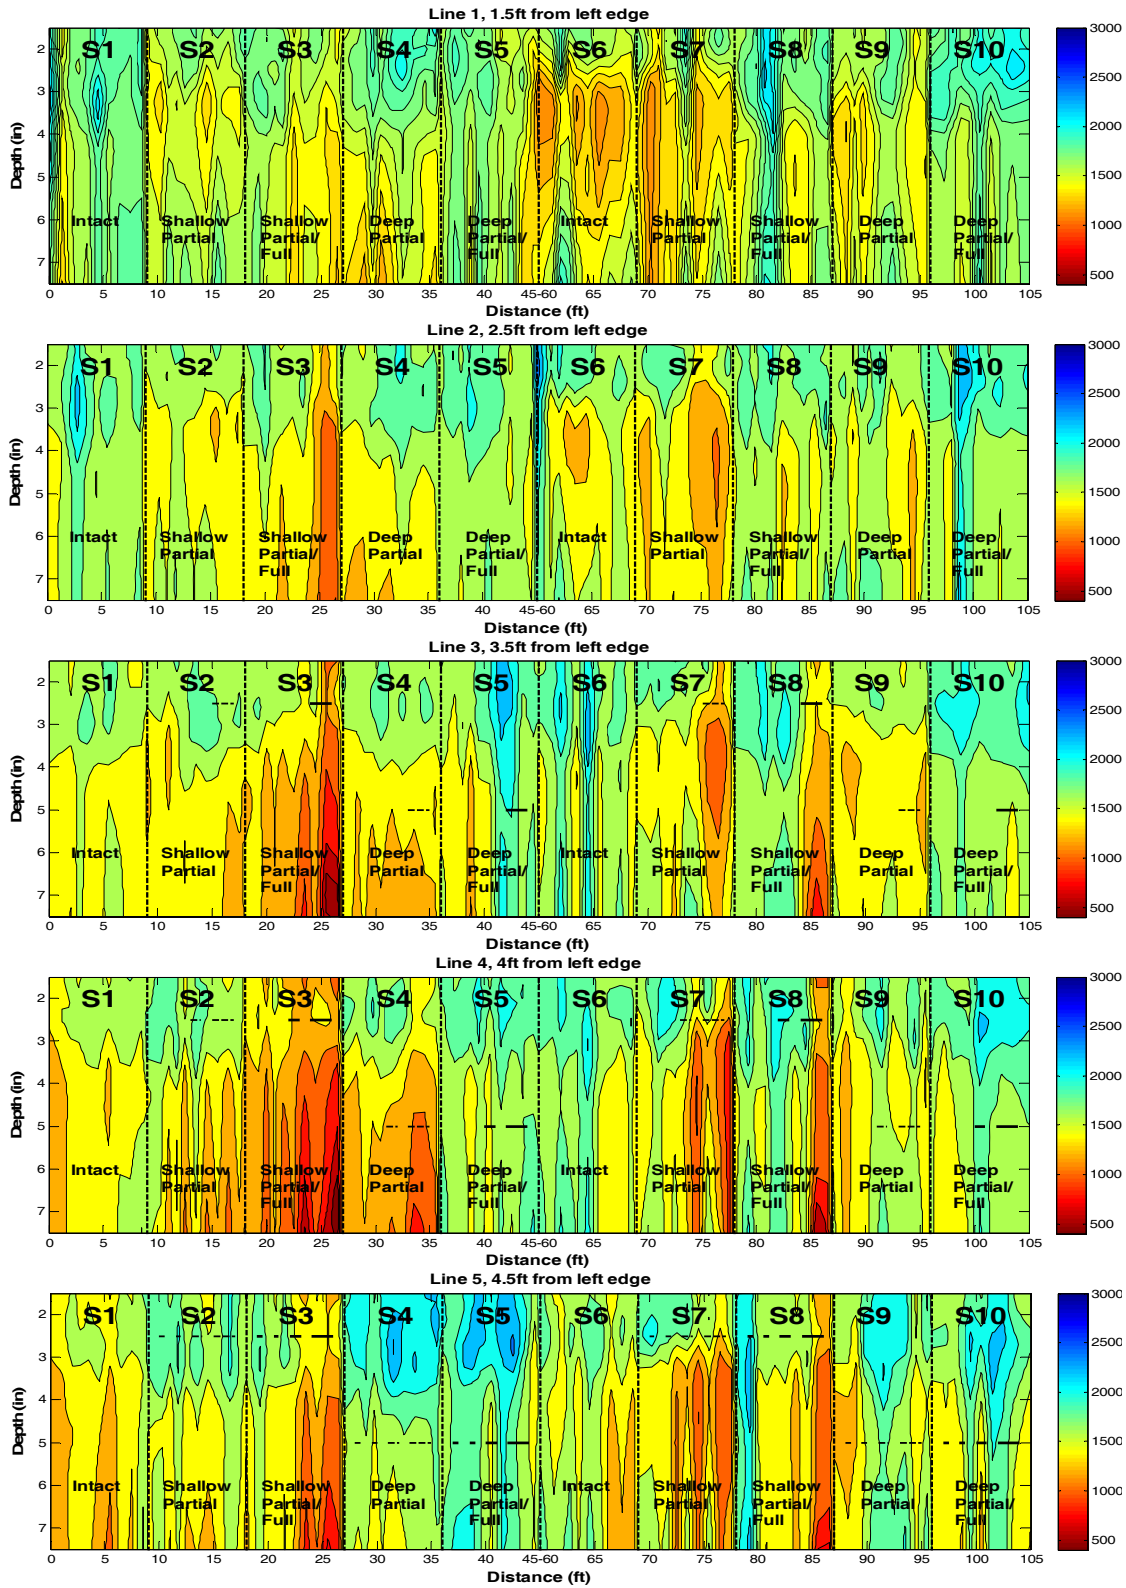 Line 1, 1.5ft from left edge
S1 S2 S3 S4 S5 S6 S7 S8 S9 S10
Intact Shallow Partial Shallow Partial/ Full Deep Partial Deep Partial/ Full Intact Shallow Partial Shallow Partial/ Full Deep Partial Deep Partial/ Full
Depth (in)
2 3 4 5 6 7
0 5 10 15 20 25 30 35 40 45-60 65 70 75 80 85 90 95 100 105
Distance (ft)
3000 2500 2000 1500 1000 500
Line 2, 2.5ft from left edge
S1 S2 S3 S4 S5 S6 S7 S8 S9 S10
Intact Shallow Partial Shallow Partial/ Full Deep Partial Deep Partial/ Full Intact Shallow Partial Shallow Partial/ Full Deep Partial Deep Partial/ Full
Depth (in)
2 3 4 5 6 7
0 5 10 15 20 25 30 35 40 45-60 65 70 75 80 85 90 95 100 105
Distance (ft)
3000 2500 2000 1500 1000 500
Line 3, 3.5ft from left edge
S1 S2 S3 S4 S5 S6 S7 S8 S9 S10
Intact Shallow Partial Shallow Partial/ Full Deep Partial Deep Partial/ Full Intact Shallow Partial Shallow Partial/ Full Deep Partial Deep Partial/ Full
Depth (in)
2 3 4 5 6 7
0 5 10 15 20 25 30 35 40 45-60 65 70 75 80 85 90 95 100 105
Distance (ft)
3000 2500 2000 1500 1000 500
Line 4, 4ft from left edge
S1 S2 S3 S4 S5 S6 S7 S8 S9 S10
Intact Shallow Partial Shallow Partial/ Full Deep Partial Deep Partial/ Full Intact Shallow Partial Shallow Partial/ Full Deep Partial Deep Partial/ Full
Depth (in)
2 3 4 5 6 7
0 5 10 15 20 25 30 35 40 45-60 65 70 75 80 85 90 95 100 105
Distance (ft)
3000 2500 2000 1500 1000 500
Line 5, 4.5ft from left edge
S1 S2 S3 S4 S5 S6 S7 S8 S9 S10
Intact Shallow Partial Shallow Partial/ Full Deep Partial Deep Partial/ Full Intact Shallow Partial Shallow Partial/ Full Deep Partial Deep Partial/ Full
Depth (in)
2 3 4 5 6 7
0 5 10 15 20 25 30 35 40 45-60 65 70 75 80 85 90 95 100 105
Distance (ft)
3000 2500 2000 1500 1000 500